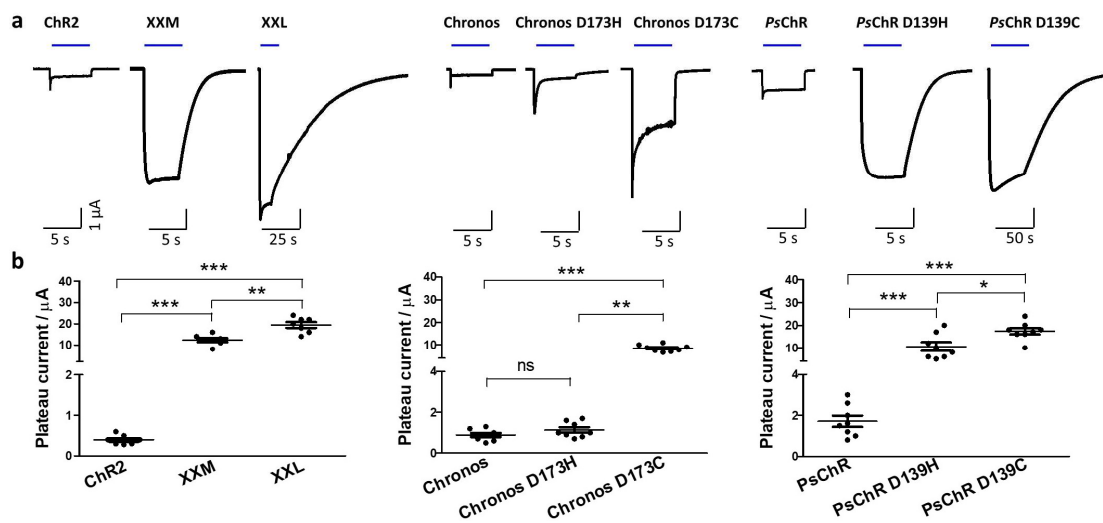 a
ChR2 XXM XXL Chronos Chronos D173H Chronos D173C PsChR PsChR D139H PsChR D139C
1 µA
5 s 5 s 25 s 5 s 5 s 5 s 5 s 5 s 50 s
b
Plateau current / µA
40
30
20
10
2
1
0
***
*** **
ChR2 XXM XXL
Plateau current / µA
40
30
20
10
4
2
0
***
**
ns
Chronos Chronos D173H Chronos D173C
Plateau current / µA
40
30
20
10
4
2
0
***
*** *
PsChR PsChR D139H PsChR D139C